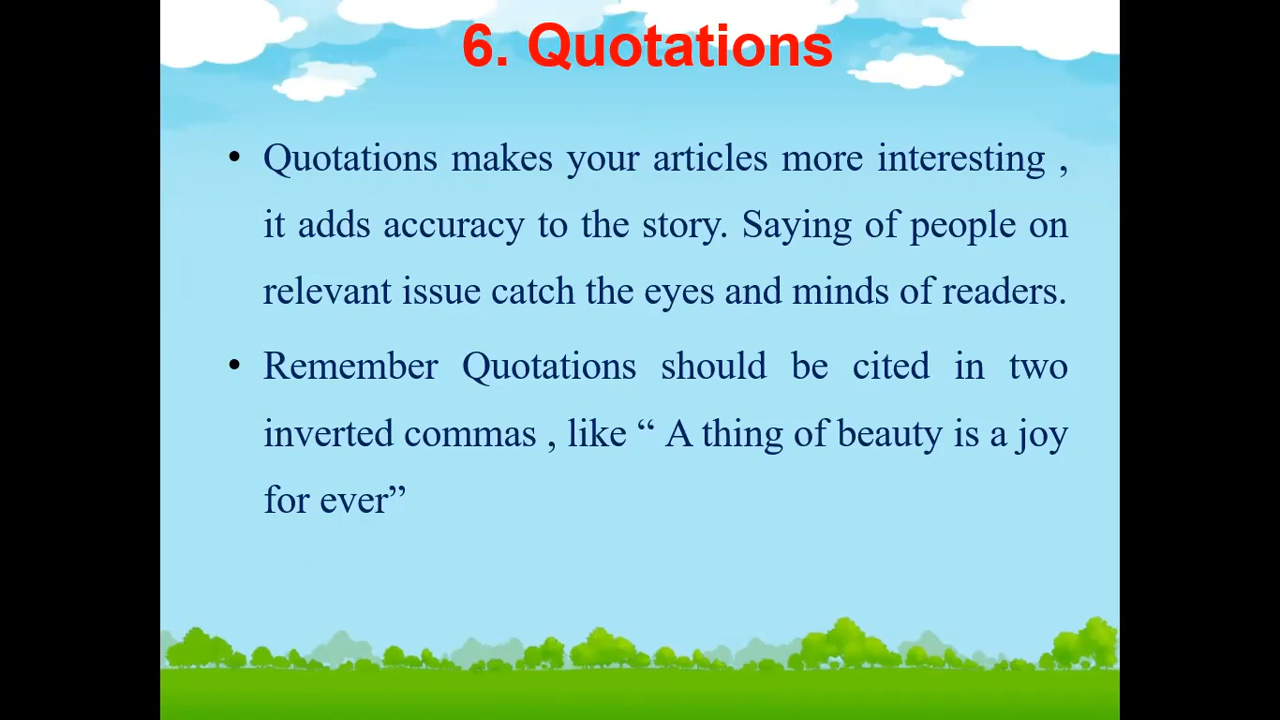 6. Quotations
• Quotations makes your articles more interesting ,
it adds accuracy to the story. Saying of people on
relevant issue catch the eyes and minds of readers.
• Remember Quotations should be cited in two
inverted commas , like “ A thing of beauty is a joy
for ever”